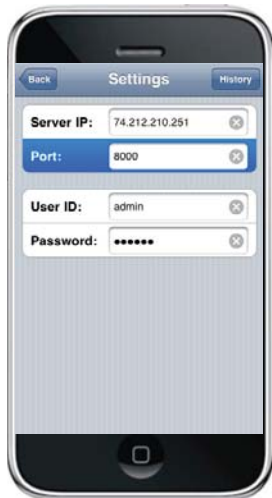 Back Settings History
Server IP: 74.212.210.251
Port: 8000
User ID: admin
Password: ••••••